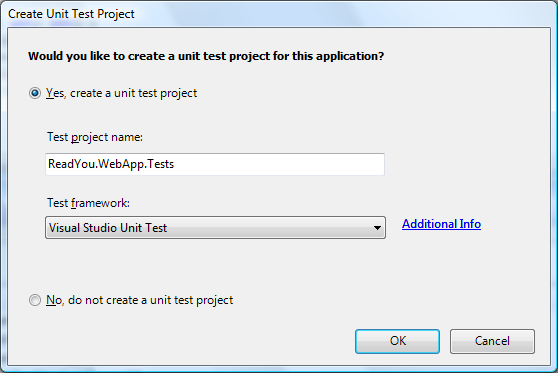 Create Unit Test Project
Would you like to create a unit test project for this application?
Yes, create a unit test project
Test project name:
ReadYou.WebApp.Tests
Test framework:
Visual Studio Unit Test
Additional Info
No, do not create a unit test project
OK Cancel